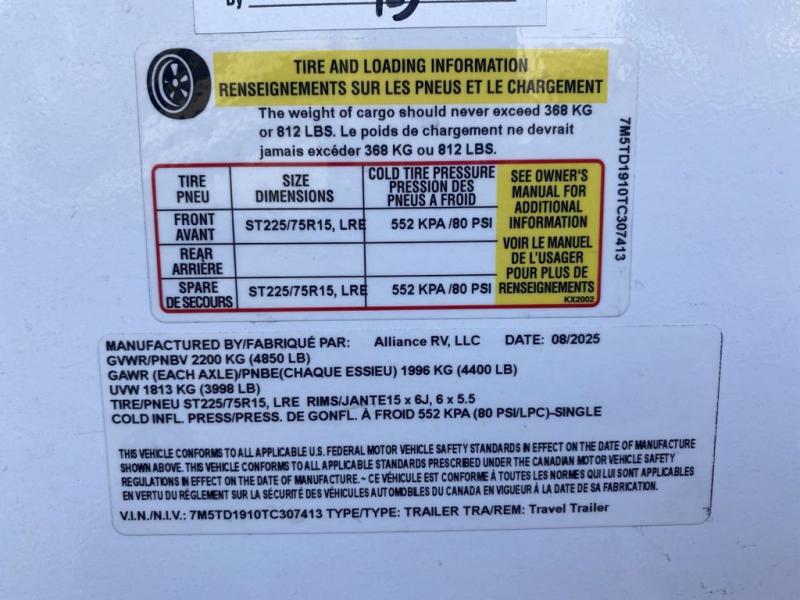 By
TIRE AND LOADING INFORMATION
RENSEIGNEMENTS SUR LES PNEUS ET LE CHARGEMENT
The weight of cargo should never exceed 368 KG
or 812 LBS. Le poids de chargement ne devrait
jamais excéder 368 KG ou 812 LBS.
TIRE PNEU
SIZE DIMENSIONS
COLD TIRE PRESSURE
PRESSION DES
PNEUS A FROID
FRONT AVANT
ST225/75R15, LRE
552 KPA /80 PSI
REAR ARRIÈRE
SPARE DE SECOURS
ST225/75R15, LRE
552 KPA /80 PSI
SEE OWNER'S
MANUAL FOR
ADDITIONAL
INFORMATION
VOIR LE MANUEL
DE L'USAGER
POUR PLUS DE
RENSEIGNEMENTS
KX2002
7M5TD1910TC307413
MANUFACTURED BY/FABRIQUÉ PAR: Alliance RV, LLC DATE: 08/2025
GVWR/PNBV 2200 KG (4850 LB)
GAWR (EACH AXLE)/PNBE(CHAQUE ESSIEU) 1996 KG (4400 LB)
UVW 1813 KG (3998 LB)
TIRE/PNEU ST225/75R15, LRE RIMS/JANTE15 x 6J, 6 x 5.5
COLD INFL. PRESS/PRESS. DE GONFL. À FROID 552 KPA (80 PSI/LPC)-SINGLE
THIS VEHICLE CONFORMS TO ALL APPLICABLE U.S. FEDERAL MOTOR VEHICLE SAFETY STANDARDS IN EFFECT ON THE DATE OF MANUFACTURE
SHOWN ABOVE. THIS VEHICLE CONFORMS TO ALL APPLICABLE STANDARDS PRESCRIBED UNDER THE CANADIAN MOTOR VEHICLE SAFETY
REGULATIONS IN EFFECT ON THE DATE OF MANUFACTURE.~ CE VÉHICULE EST CONFORME À TOUTES LES NORMES QUI LUI SONT APPLICABLES
EN VERTU DU RÉGLEMENT SUR LA SÉCURITÉ DES VÉHICULES AUTOMOBILES DU CANADA EN VIGUEUR À LA DATE DE SA FABRICATION.
V.I.N./N.I.V.: 7M5TD1910TC307413 TYPE/TYPE: TRAILER TRA/REM: Travel Trailer